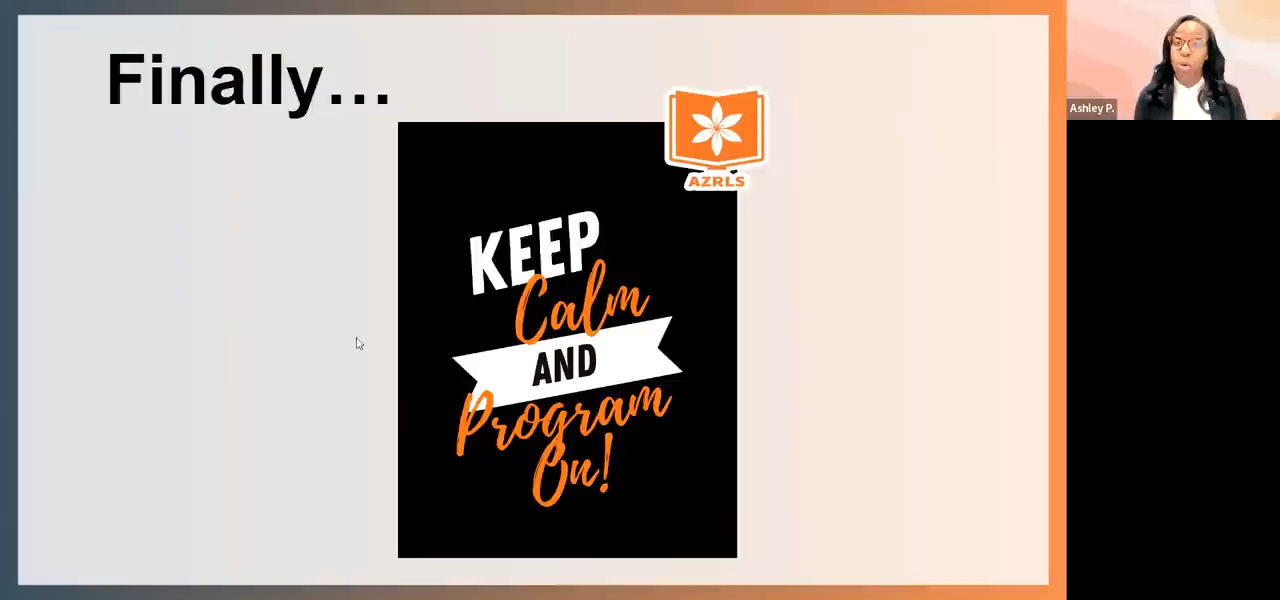 Finally…
AZRLS
KEEP
Calm
AND
Program
On!
Ashley P.